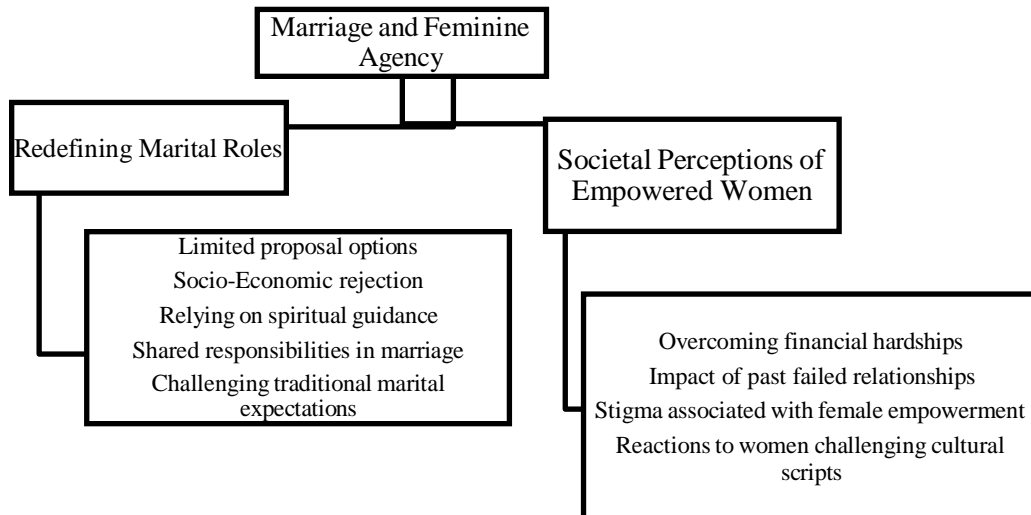 Marriage and Feminine
Agency
Redefining Marital Roles
Societal Perceptions of
Empowered Women
Limited proposal options
Socio-Economic rejection
Relying on spiritual guidance
Shared responsibilities in marriage
Challenging traditional marital
expectations
Overcoming financial hardships
Impact of past failed relationships
Stigma associated with female empowerment
Reactions to women challenging cultural
scripts